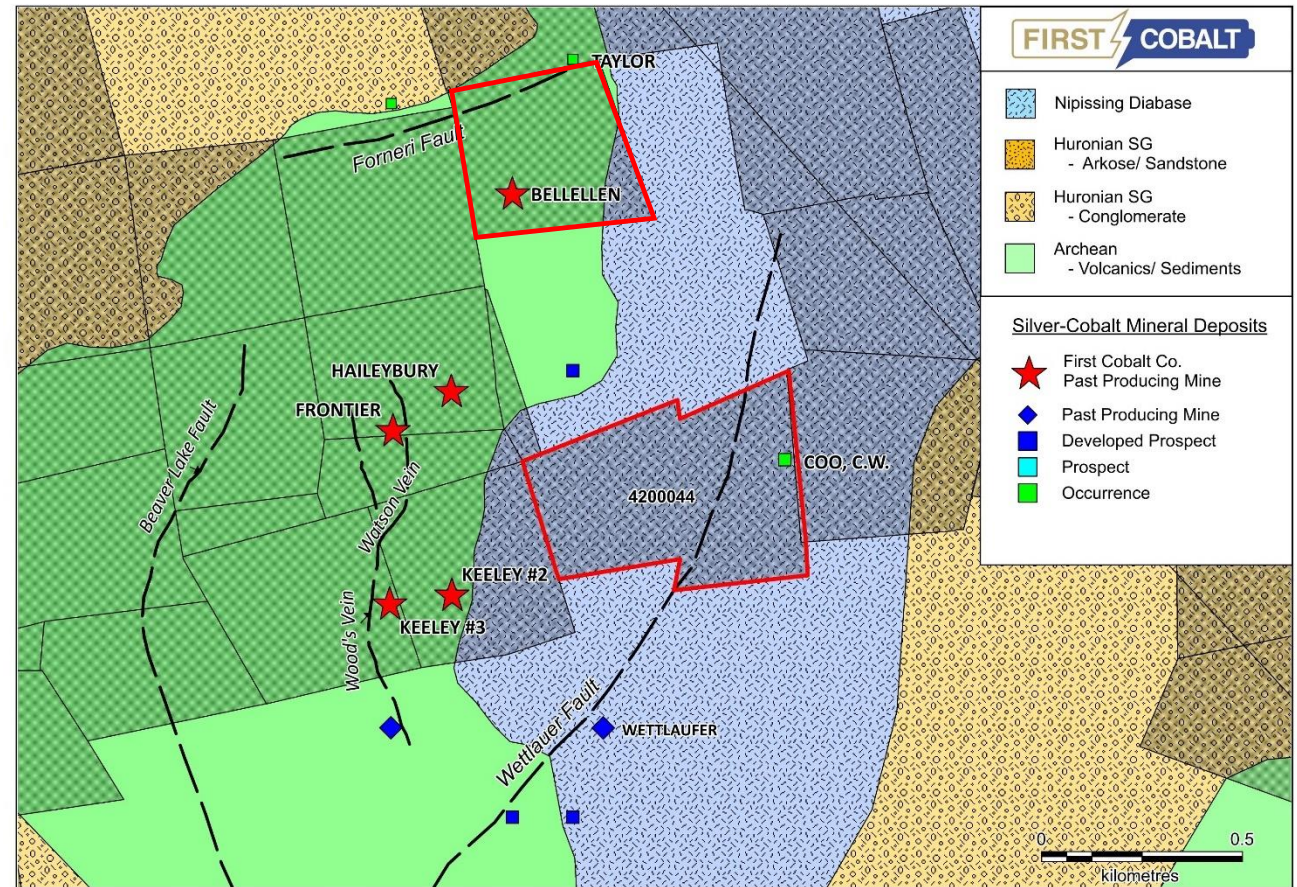 FIRST COBALT
Nipissing Diabase
Huronian SG
- Arkose/ Sandstone
Huronian SG
- Conglomerate
Archean
- Volcanics/ Sediments
Silver-Cobalt Mineral Deposits
First Cobalt Co.
Past Producing Mine
Past Producing Mine
Developed Prospect
Prospect
Occurrence
TAYLOR
Forneri Fault
BELLELLEN
HAILEYBURY
FRONTIER
Beaver Lake Fault
Watson Vein
COO, C.W.
4200044
KEELEY #2
KEELEY #3
Wood's Vein
Wettlauer Fault
WETTLAUFER
0 0.5
kilometres